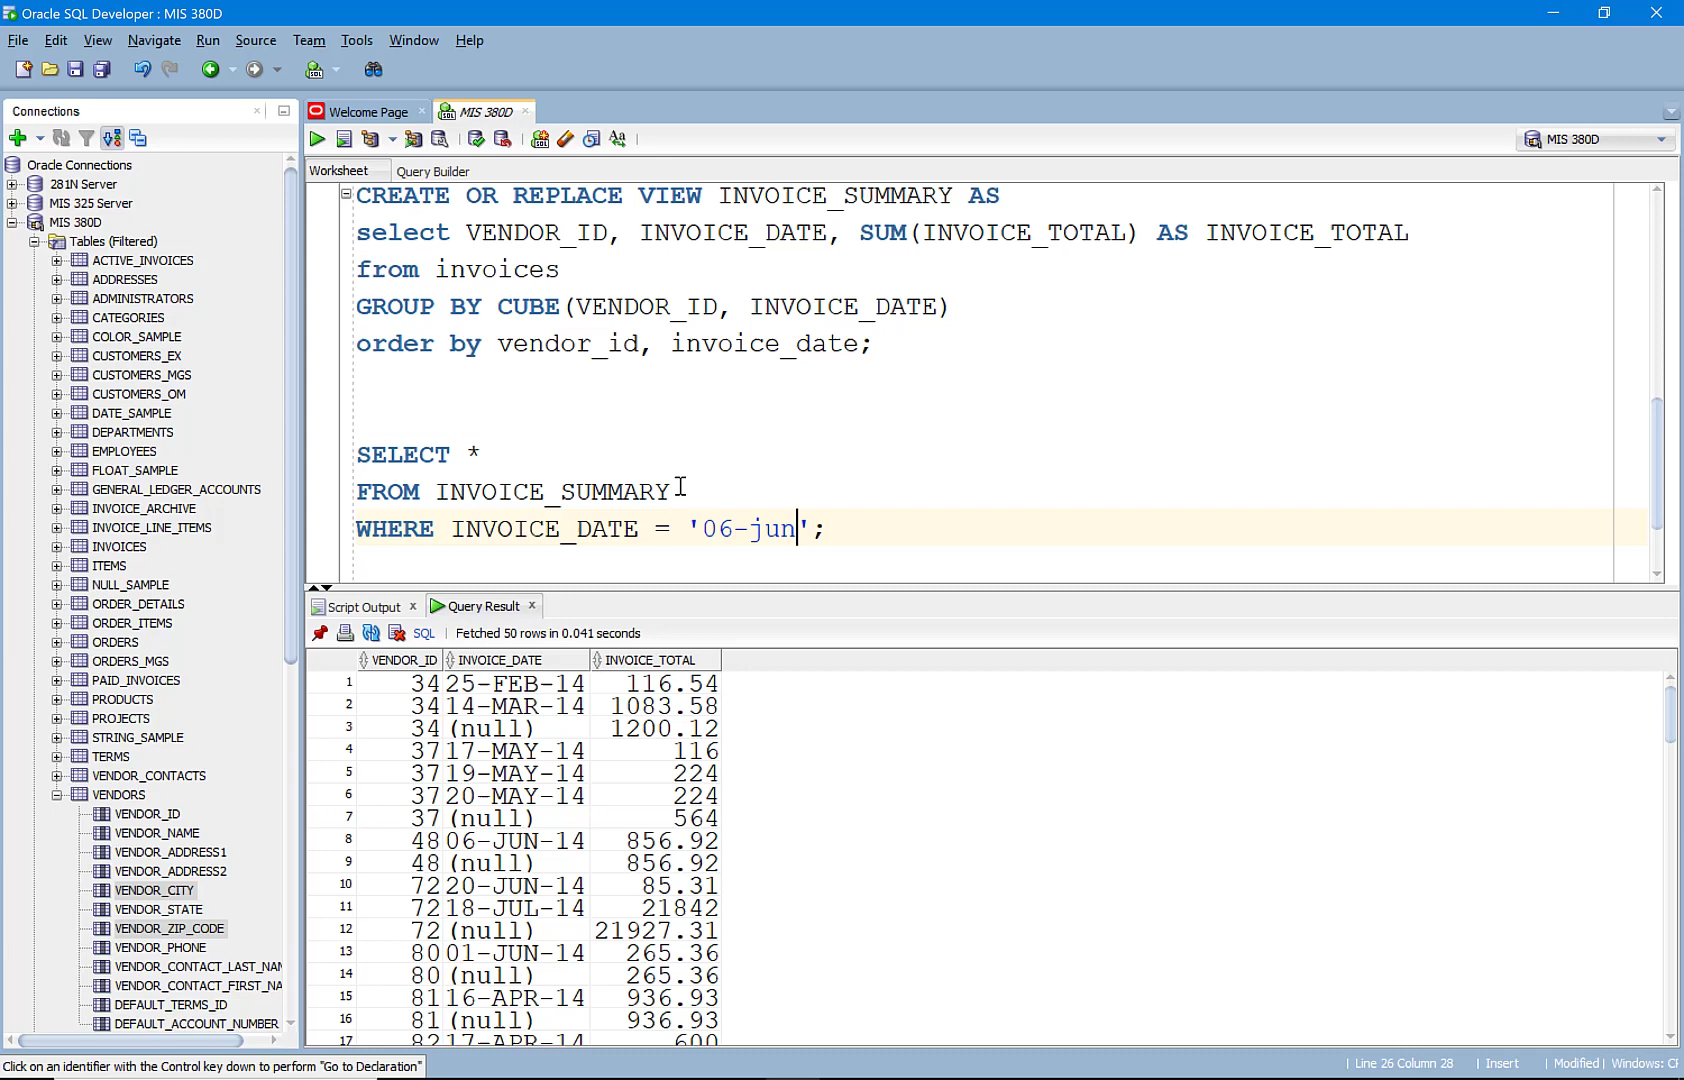 Oracle SQL Developer : MIS 380D
File Edit View Navigate Run Source Team Tools Window Help
Connections
Welcome Page
MIS 380D
MIS 380D
Worksheet Query Builder
Oracle Connections
281N Server
MIS 325 Server
MIS 380D
Tables (Filtered)
ACTIVE_INVOICES
ADDRESSES
ADMINISTRATORS
CATEGORIES
COLOR_SAMPLE
CUSTOMERS_EX
CUSTOMERS_MGS
CUSTOMERS_OM
DATE_SAMPLE
DEPARTMENTS
EMPLOYEES
FLOAT_SAMPLE
GENERAL_LEDGER_ACCOUNTS
INVOICE_ARCHIVE
INVOICE_LINE_ITEMS
INVOICES
ITEMS
NULL_SAMPLE
ORDER_DETAILS
ORDER_ITEMS
ORDERS
ORDERS_MGS
PAID_INVOICES
PRODUCTS
PROJECTS
STRING_SAMPLE
TERMS
VENDOR_CONTACTS
VENDORS
VENDOR_ID
VENDOR_NAME
VENDOR_ADDRESS1
VENDOR_ADDRESS2
VENDOR_CITY
VENDOR_STATE
VENDOR_ZIP_CODE
VENDOR_PHONE
VENDOR_CONTACT_LAST_NAM
VENDOR_CONTACT_FIRST_NA
DEFAULT_TERMS_ID
DEFAULT_ACCOUNT_NUMBER
CREATE OR REPLACE VIEW INVOICE_SUMMARY AS
select VENDOR_ID, INVOICE_DATE, SUM(INVOICE_TOTAL) AS INVOICE_TOTAL
from invoices
GROUP BY CUBE(VENDOR_ID, INVOICE_DATE)
order by vendor_id, invoice_date;
SELECT *
FROM INVOICE_SUMMARY
WHERE INVOICE_DATE = '06-jun';
Script Output x Query Result x
SQL | Fetched 50 rows in 0.041 seconds
VENDOR_ID INVOICE_DATE INVOICE_TOTAL
1 34 25-FEB-14 116.54
2 34 14-MAR-14 1083.58
3 34 (null) 1200.12
4 37 17-MAY-14 116
5 37 19-MAY-14 224
6 37 20-MAY-14 224
7 37 (null) 564
8 48 06-JUN-14 856.92
9 48 (null) 856.92
10 72 20-JUN-14 85.31
11 72 18-JUL-14 21842
12 72 (null) 21927.31
13 80 01-JUN-14 265.36
14 80 (null) 265.36
15 81 16-APR-14 936.93
16 81 (null) 936.93
17 82 17-APR-14 600
Click on an identifier with the Control key down to perform "Go to Declaration"
Line 26 Column 28 | Insert | Modified | Windows: CF